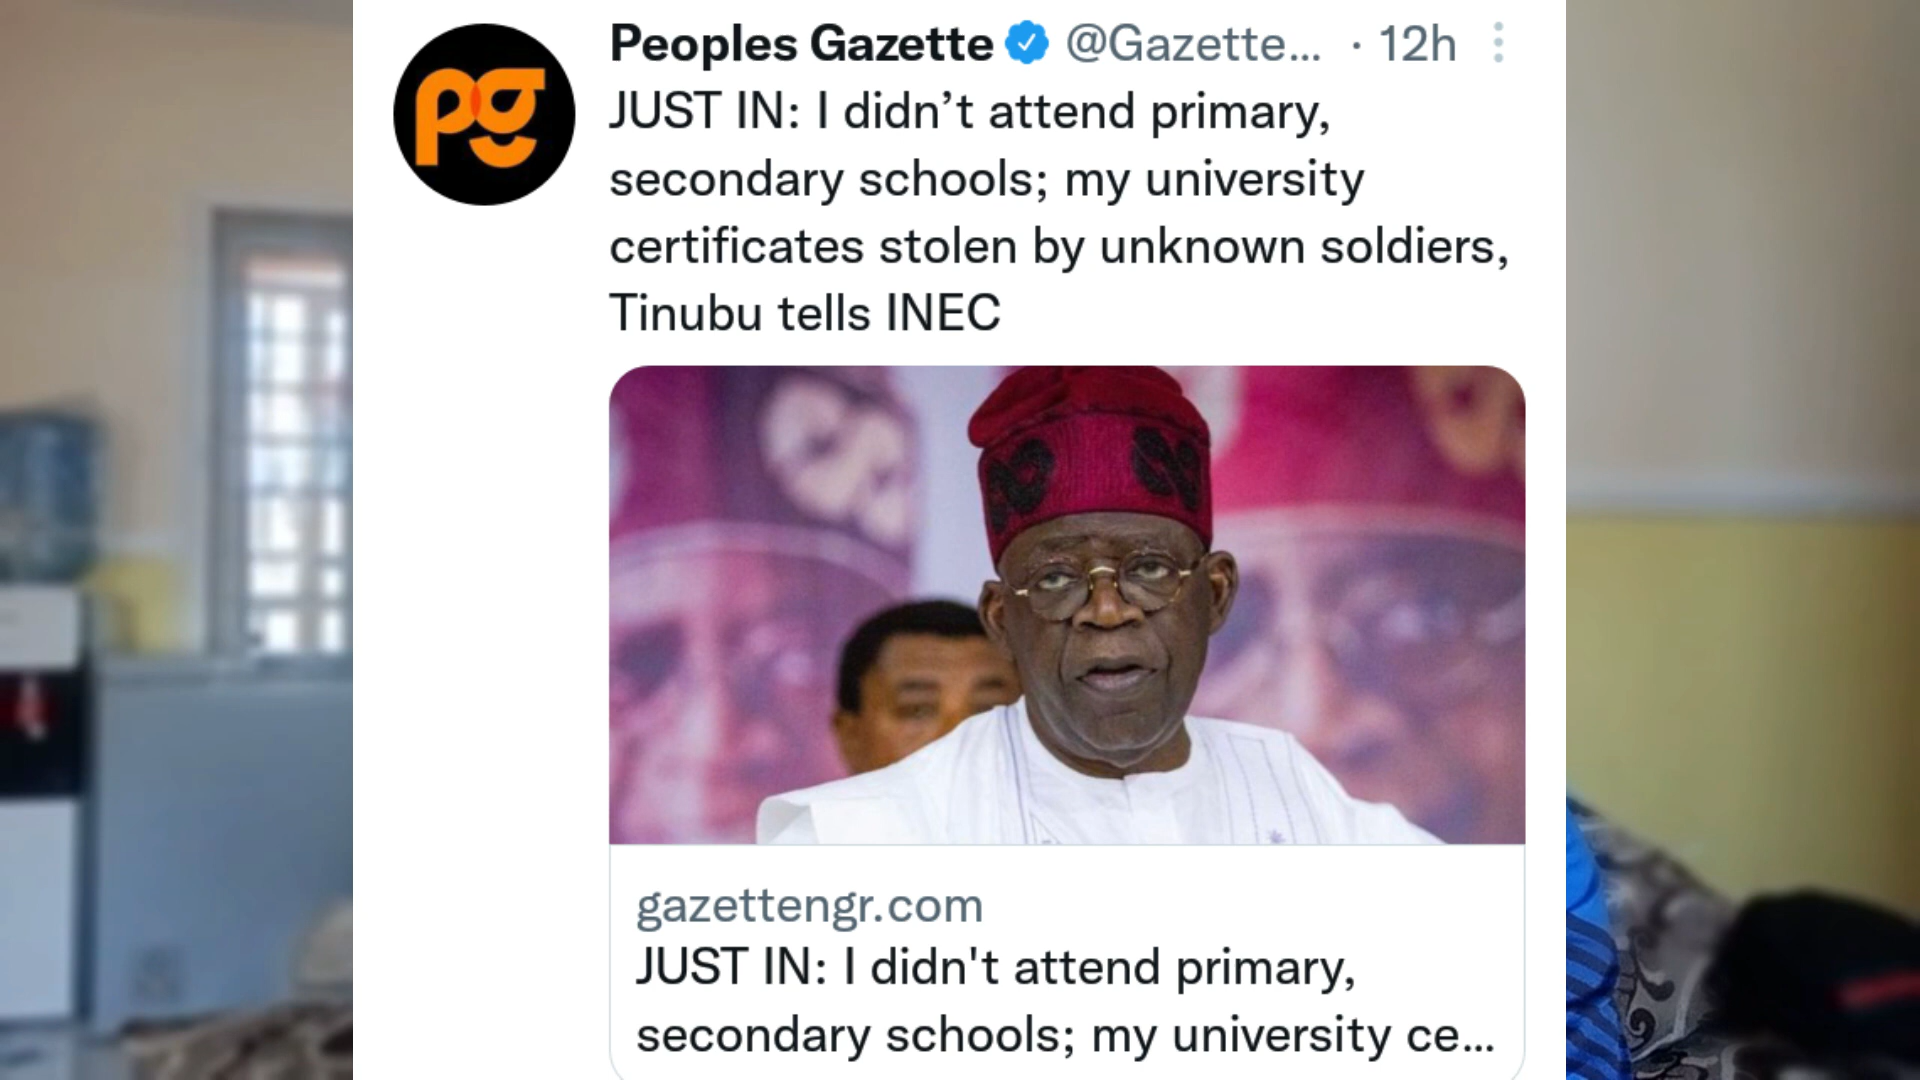 pg
Peoples Gazette @Gazette... · 12h
JUST IN: I didn’t attend primary,
secondary schools; my university
certificates stolen by unknown soldiers,
Tinubu tells INEC
gazettengr.com
JUST IN: I didn't attend primary,
secondary schools; my university ce...